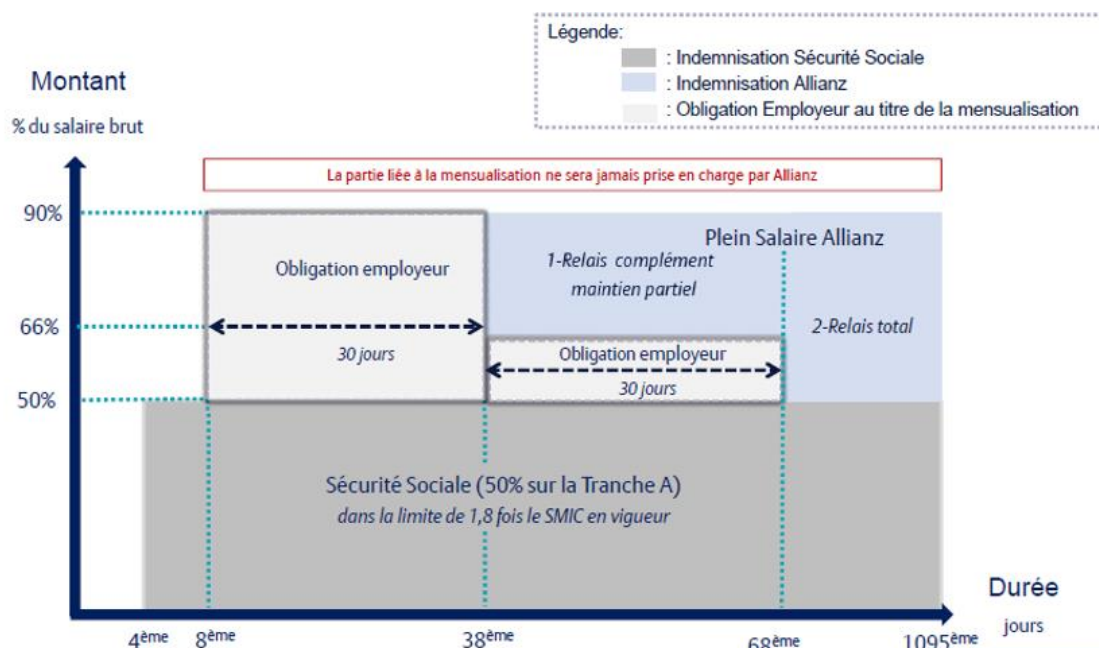 Légende:
: Indemnisation Sécurité Sociale
: Indemnisation Allianz
: Obligation Employeur au titre de la mensualisation
Montant
% du salaire brut
La partie liée à la mensualisation ne sera jamais prise en charge par Allianz
90%
Plein Salaire Allianz
Obligation employeur
1-Relais complément
maintien partiel
66%
2-Relais total
30 jours
Obligation employeur
30 jours
50%
Sécurité Sociale (50% sur la Tranche A)
dans la limite de 1,8 fois le SMIC en vigueur
Durée
jours
4ème
8ème
38ème
68ème
1095ème